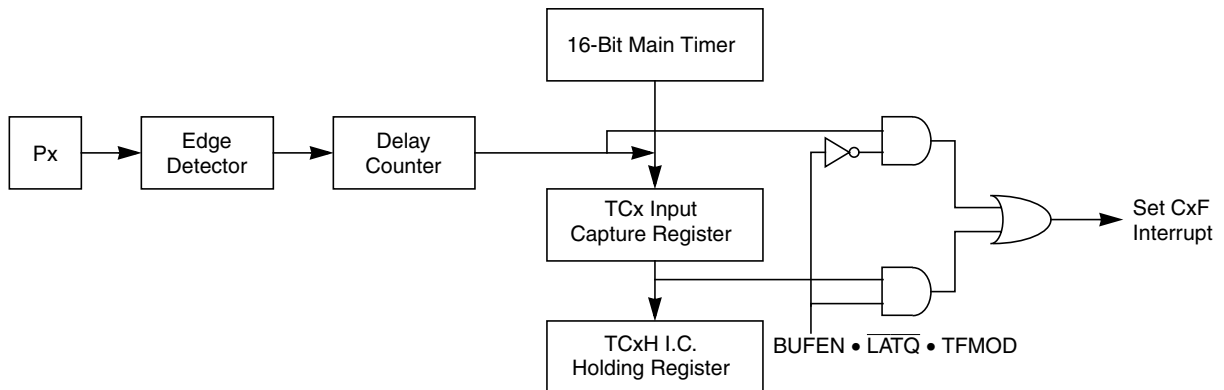 16-Bit Main Timer
Px
Edge
Detector
Delay
Counter
TCx Input
Capture Register
Set CxF
Interrupt
TCxH I.C.
Holding Register
BUFEN • LATQ • TFMOD